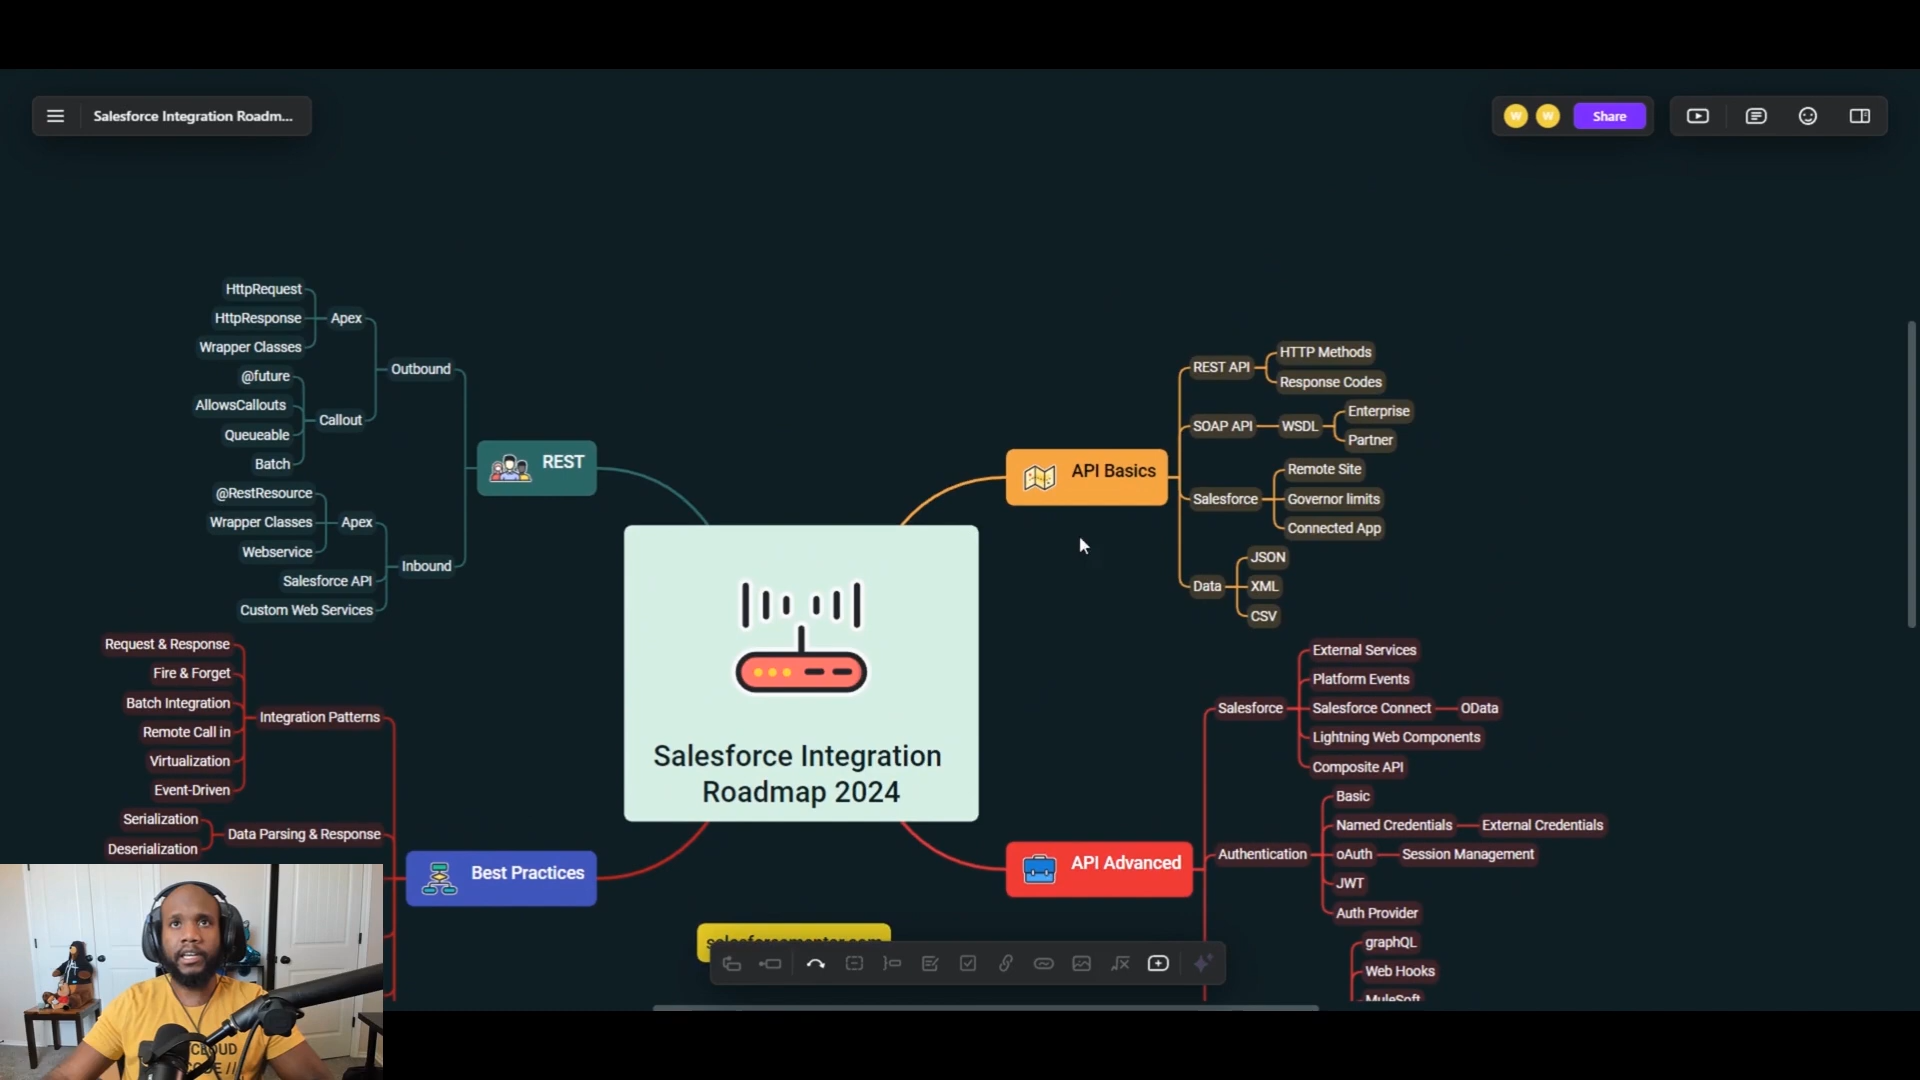 Salesforce Integration Roadm...
W
W
Share
HttpRequest
HttpResponse
Wrapper Classes
Apex
@future
AllowsCallouts
Queueable
Batch
Callout
Outbound
@RestResource
Wrapper Classes
Webservice
Apex
Salesforce API
Custom Web Services
Inbound
REST
Request & Response
Fire & Forget
Batch Integration
Remote Call in
Virtualization
Event-Driven
Integration Patterns
Serialization
Deserialization
Data Parsing & Response
Best Practices
Salesforce Integration
Roadmap 2024
salesforcementor.com
API Basics
REST API
HTTP Methods
Response Codes
SOAP API
WSDL
Enterprise
Partner
Salesforce
Remote Site
Governor limits
Connected App
Data
JSON
XML
CSV
API Advanced
Salesforce
External Services
Platform Events
Salesforce Connect
OData
Lightning Web Components
Composite API
Authentication
Basic
Named Credentials
External Credentials
oAuth
Session Management
JWT
Auth Provider
graphQL
Web Hooks
MuleSoft
CLOUD
CODE //